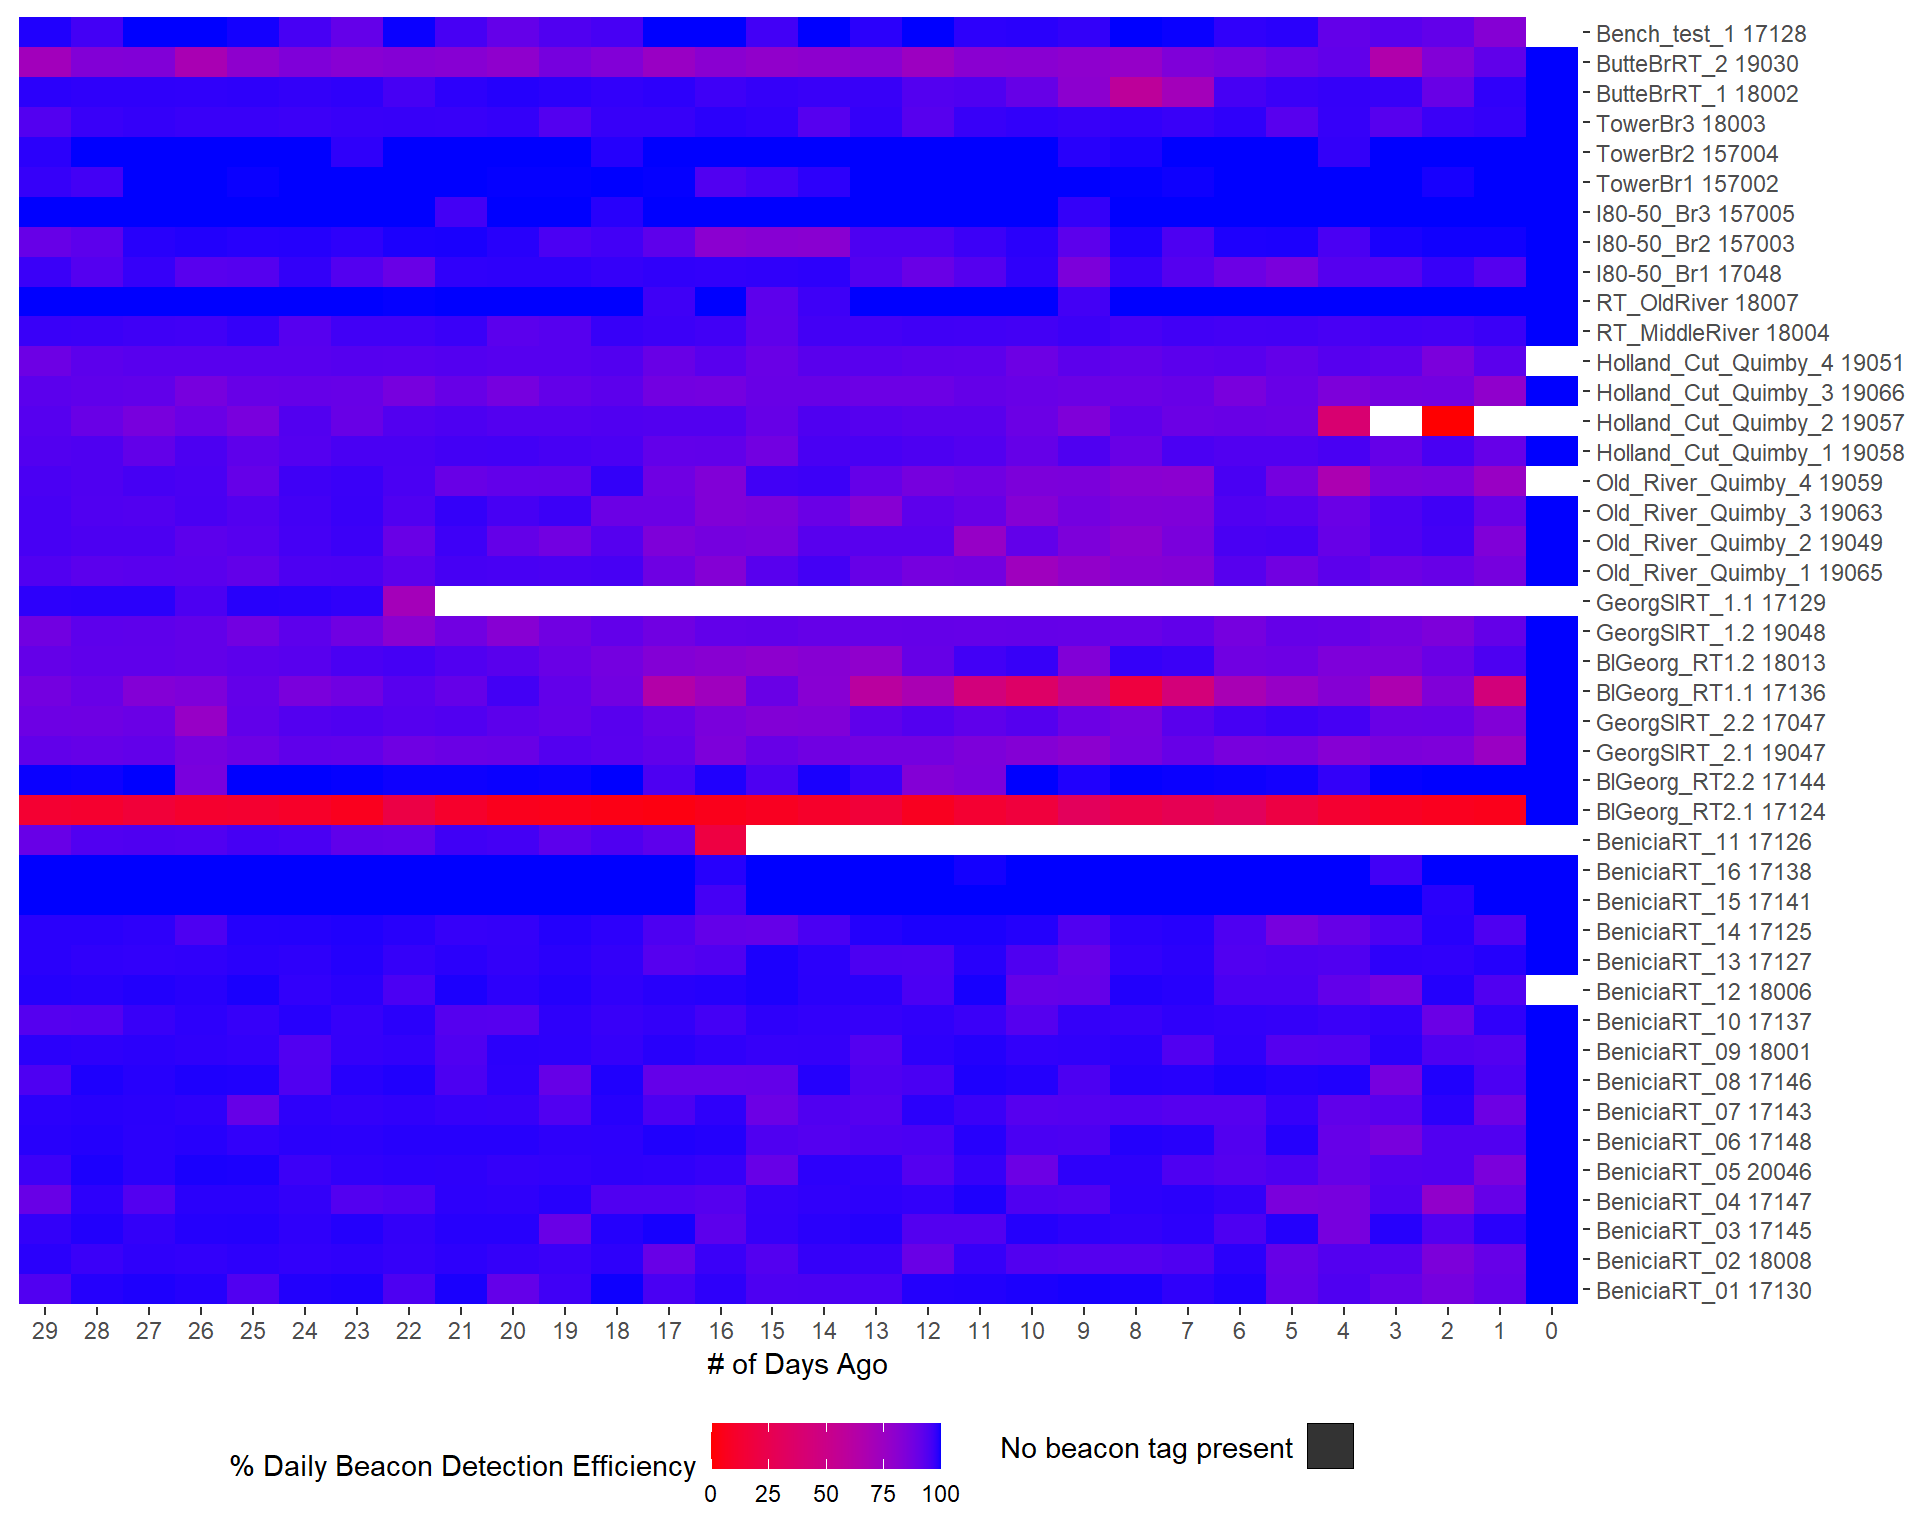 Bench_test_1 17128
ButteBrRT_2 19030
ButteBrRT_1 18002
TowerBr3 18003
TowerBr2 157004
TowerBr1 157002
I80-50_Br3 157005
I80-50_Br2 157003
I80-50_Br1 17048
RT_OldRiver 18007
RT_MiddleRiver 18004
Holland_Cut_Quimby_4 19051
Holland_Cut_Quimby_3 19066
Holland_Cut_Quimby_2 19057
Holland_Cut_Quimby_1 19058
Old_River_Quimby_4 19059
Old_River_Quimby_3 19063
Old_River_Quimby_2 19049
Old_River_Quimby_1 19065
GeorgSlRT_1.1 17129
GeorgSlRT_1.2 19048
BlGeorg_RT1.2 18013
BlGeorg_RT1.1 17136
GeorgSlRT_2.2 17047
GeorgSlRT_2.1 19047
BlGeorg_RT2.2 17144
BlGeorg_RT2.1 17124
BeniciaRT_11 17126
BeniciaRT_16 17138
BeniciaRT_15 17141
BeniciaRT_14 17125
BeniciaRT_13 17127
BeniciaRT_12 18006
BeniciaRT_10 17137
BeniciaRT_09 18001
BeniciaRT_08 17146
BeniciaRT_07 17143
BeniciaRT_06 17148
BeniciaRT_05 20046
BeniciaRT_04 17147
BeniciaRT_03 17145
BeniciaRT_02 18008
BeniciaRT_01 17130
29 28 27 26 25 24 23 22 21 20 19 18 17 16 15 14 13 12 11 10 9 8 7 6 5 4 3 2 1 0
# of Days Ago
% Daily Beacon Detection Efficiency
0 25 50 75 100
No beacon tag present